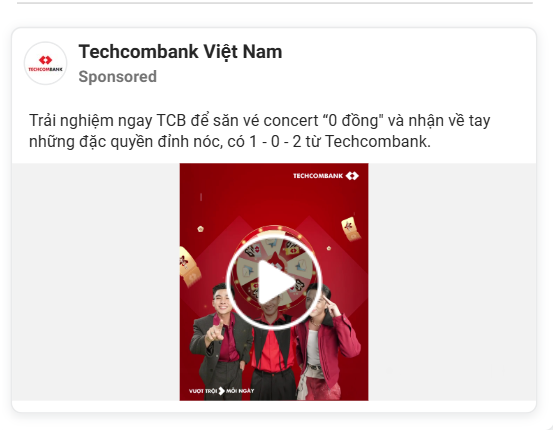 Techcombank Việt Nam
TECHCOMBANK
Sponsored
Trải nghiệm ngay TCB để săn vé concert “0 đồng" và nhận về tay
những đặc quyền đỉnh nóc, có 1 - 0 - 2 từ Techcombank.
TECHCOMBANK
VƯỢT TRỘI MỖI NGÀY